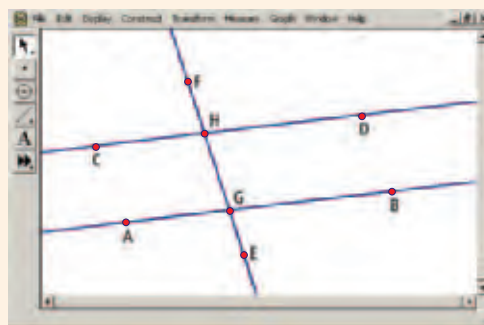 File Edit Display Construct Transform Measure Graph Window Help
F
H
D
C
A
B
G
E
A